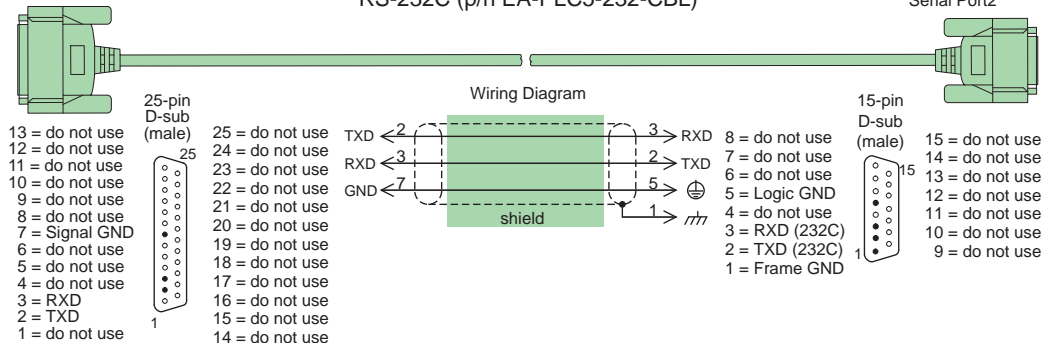 RS-232C (p/n EA-PLC5-232-CBL)
Serial Port2
Wiring Diagram
25-pin
D-sub
(male)
25
1
13 = do not use
12 = do not use
11 = do not use
10 = do not use
9 = do not use
8 = do not use
7 = Signal GND
6 = do not use
5 = do not use
4 = do not use
3 = RXD
2 = TXD
1 = do not use
25 = do not use
24 = do not use
23 = do not use
22 = do not use
21 = do not use
20 = do not use
19 = do not use
18 = do not use
17 = do not use
16 = do not use
15 = do not use
14 = do not use
TXD 2 3 RXD
RXD 3 2 TXD
GND 7 5
1
shield
8 = do not use
7 = do not use
6 = do not use
5 = Logic GND
4 = do not use
3 = RXD (232C)
2 = TXD (232C)
1 = Frame GND
15-pin
D-sub
(male)
15
1
15 = do not use
14 = do not use
13 = do not use
12 = do not use
11 = do not use
10 = do not use
9 = do not use